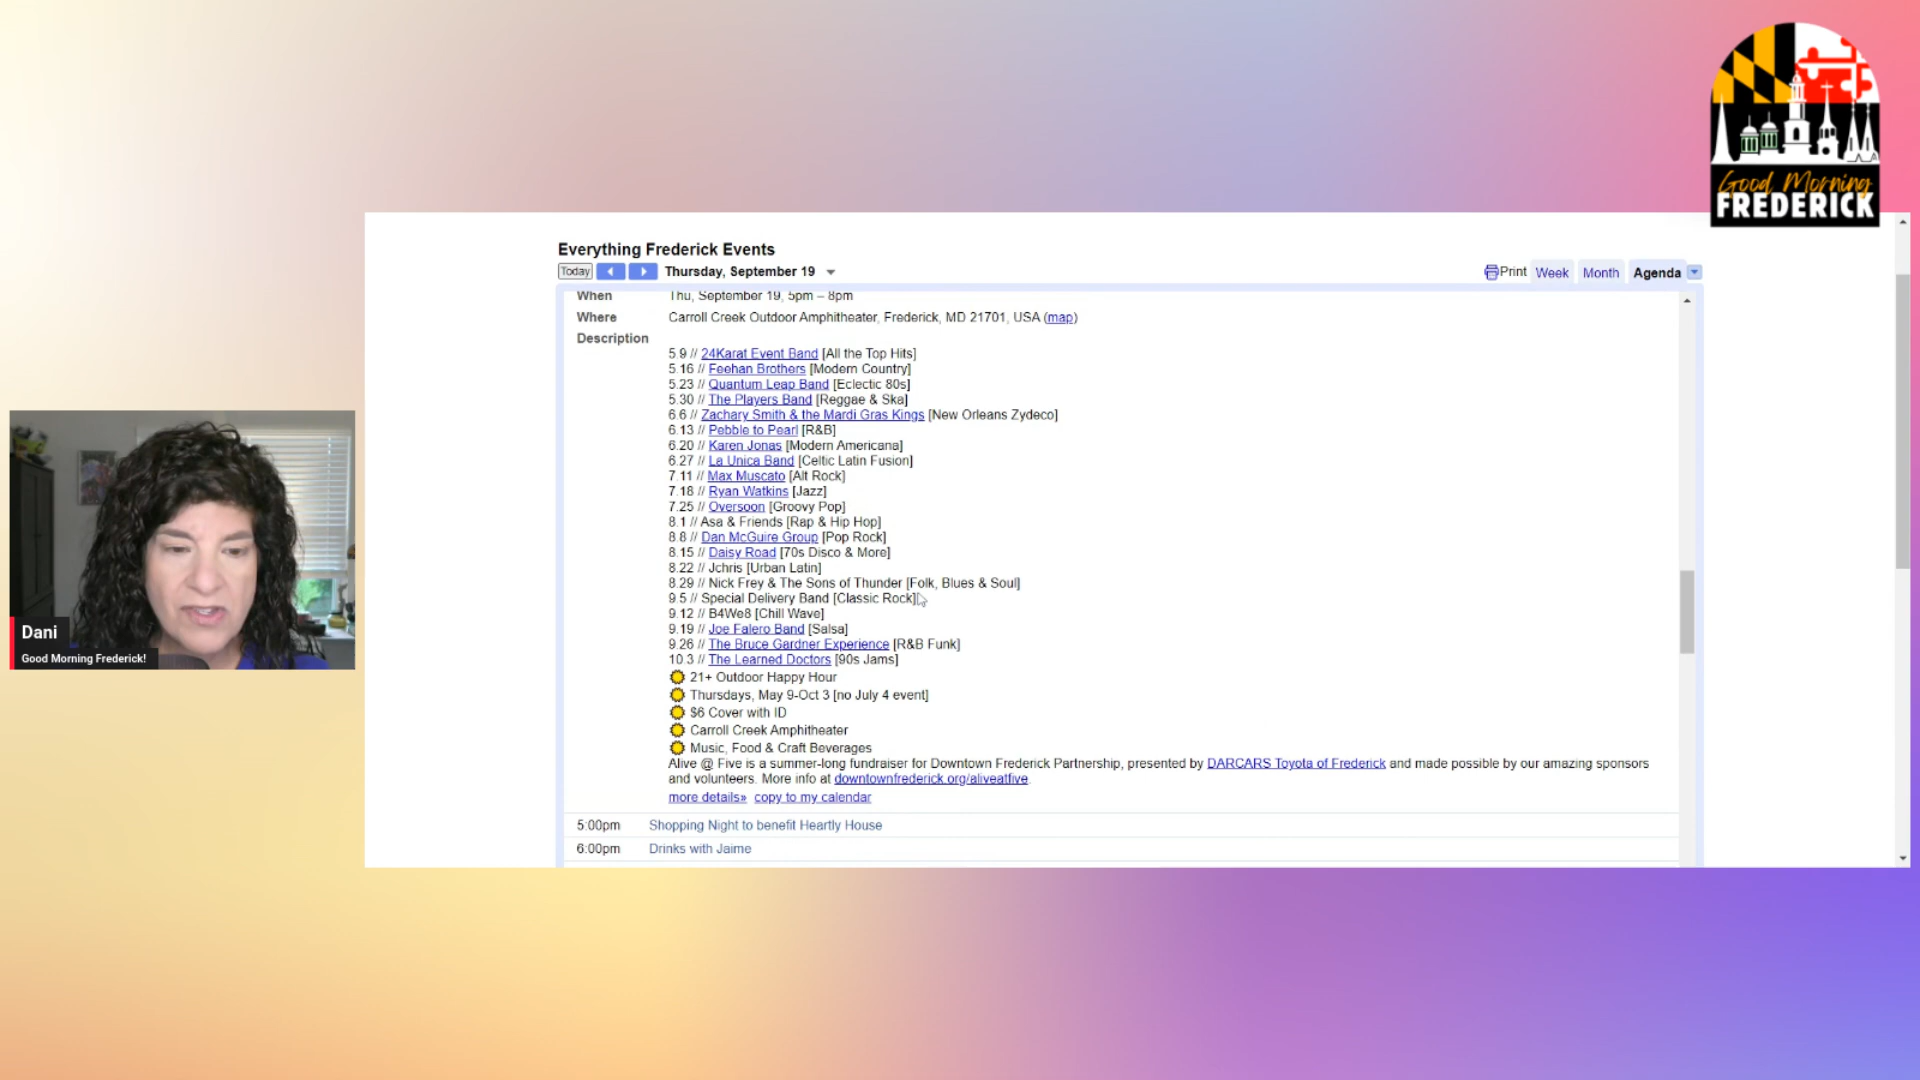 Good Morning
FREDERICK
Everything Frederick Events
Today Thursday, September 19 Print Week Month Agenda
When Thu, September 19, 5pm – 8pm
Where Carroll Creek Outdoor Amphitheater, Frederick, MD 21701, USA (map)
Description
5.9 // 24Karat Event Band [All the Top Hits]
5.16 // Feehan Brothers [Modern Country]
5.23 // Quantum Leap Band [Eclectic 80s]
5.30 // The Players Band [Reggae & Ska]
6.6 // Zachary Smith & the Mardi Gras Kings [New Orleans Zydeco]
6.13 // Pebble to Pearl [R&B]
6.20 // Karen Jonas [Modern Americana]
6.27 // La Unica Band [Celtic Latin Fusion]
7.11 // Max Muscato [Alt Rock]
7.18 // Ryan Watkins [Jazz]
7.25 // Oversoon [Groovy Pop]
8.1 // Asa & Friends [Rap & Hip Hop]
8.8 // Dan McGuire Group [Pop Rock]
8.15 // Daisy Road [70s Disco & More]
8.22 // Jchris [Urban Latin]
8.29 // Nick Frey & The Sons of Thunder [Folk, Blues & Soul]
9.5 // Special Delivery Band [Classic Rock]
9.12 // B4We8 [Chill Wave]
9.19 // Joe Falero Band [Salsa]
9.26 // The Bruce Gardner Experience [R&B Funk]
10.3 // The Learned Doctors [90s Jams]
21+ Outdoor Happy Hour
Thursdays, May 9-Oct 3 [no July 4 event]
$6 Cover with ID
Carroll Creek Amphitheater
Music, Food & Craft Beverages
Alive @ Five is a summer-long fundraiser for Downtown Frederick Partnership, presented by DARCARS Toyota of Frederick and made possible by our amazing sponsors
and volunteers. More info at downtownfrederick.org/aliveatfive.
more details» copy to my calendar
5:00pm Shopping Night to benefit Heartly House
6:00pm Drinks with Jaime
Dani
Good Morning Frederick!